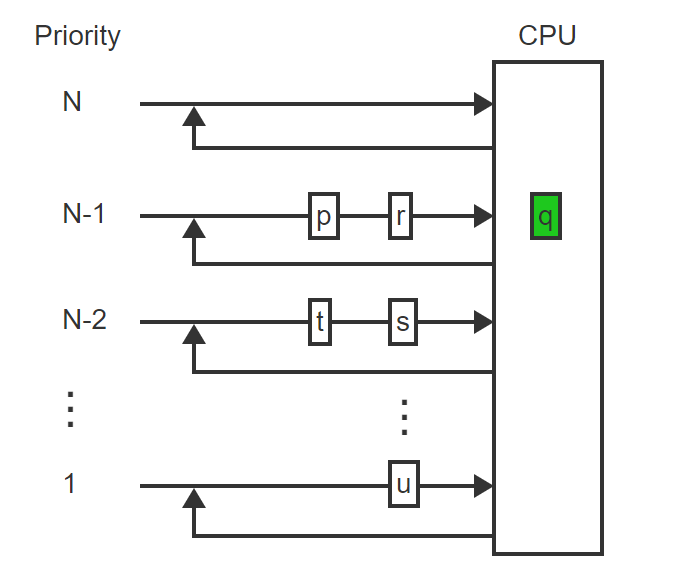 Priority CPU
N
N-1 p r q
N-2 t s
⋮ ⋮
1 u